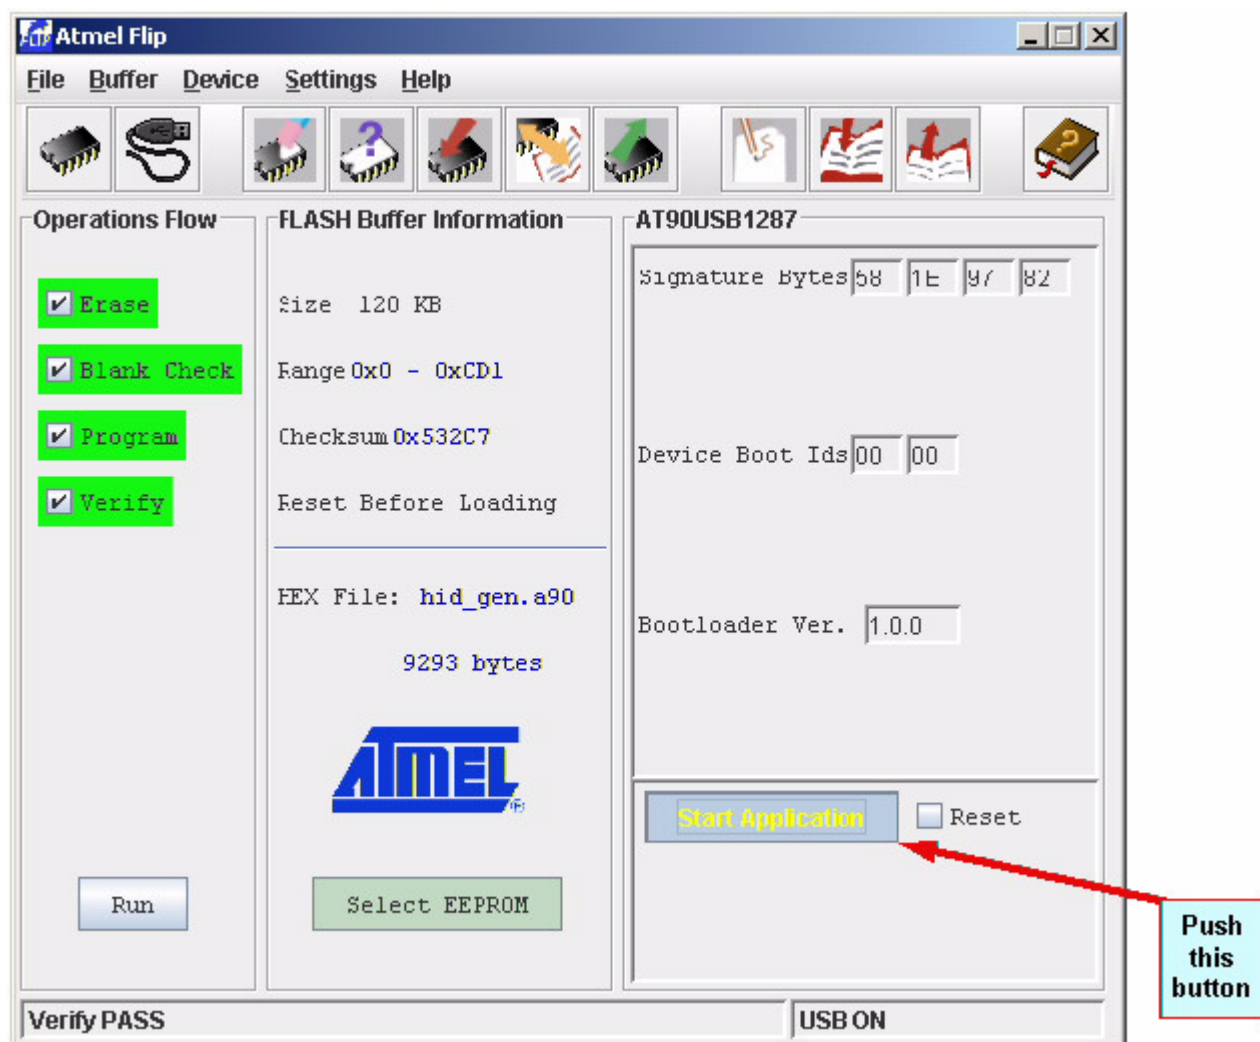 Atmel Flip
File Buffer Device Settings Help
Operations Flow
Erase
Blank Check
Program
Verify
Run
FLASH Buffer Information
Size 120 KB
Range 0x0 - 0xCD1
Checksum 0x532C7
Reset Before Loading
HEX File: hid_gen.a90
9293 bytes
ATMEL ®
Select EEPROM
AT90USB1287
Signature Bytes 58 1E 97 82
Device Boot Ids 00 00
Bootloader Ver. 1.0.0
Start Application Reset
Push
this
button
Verify PASS USB ON